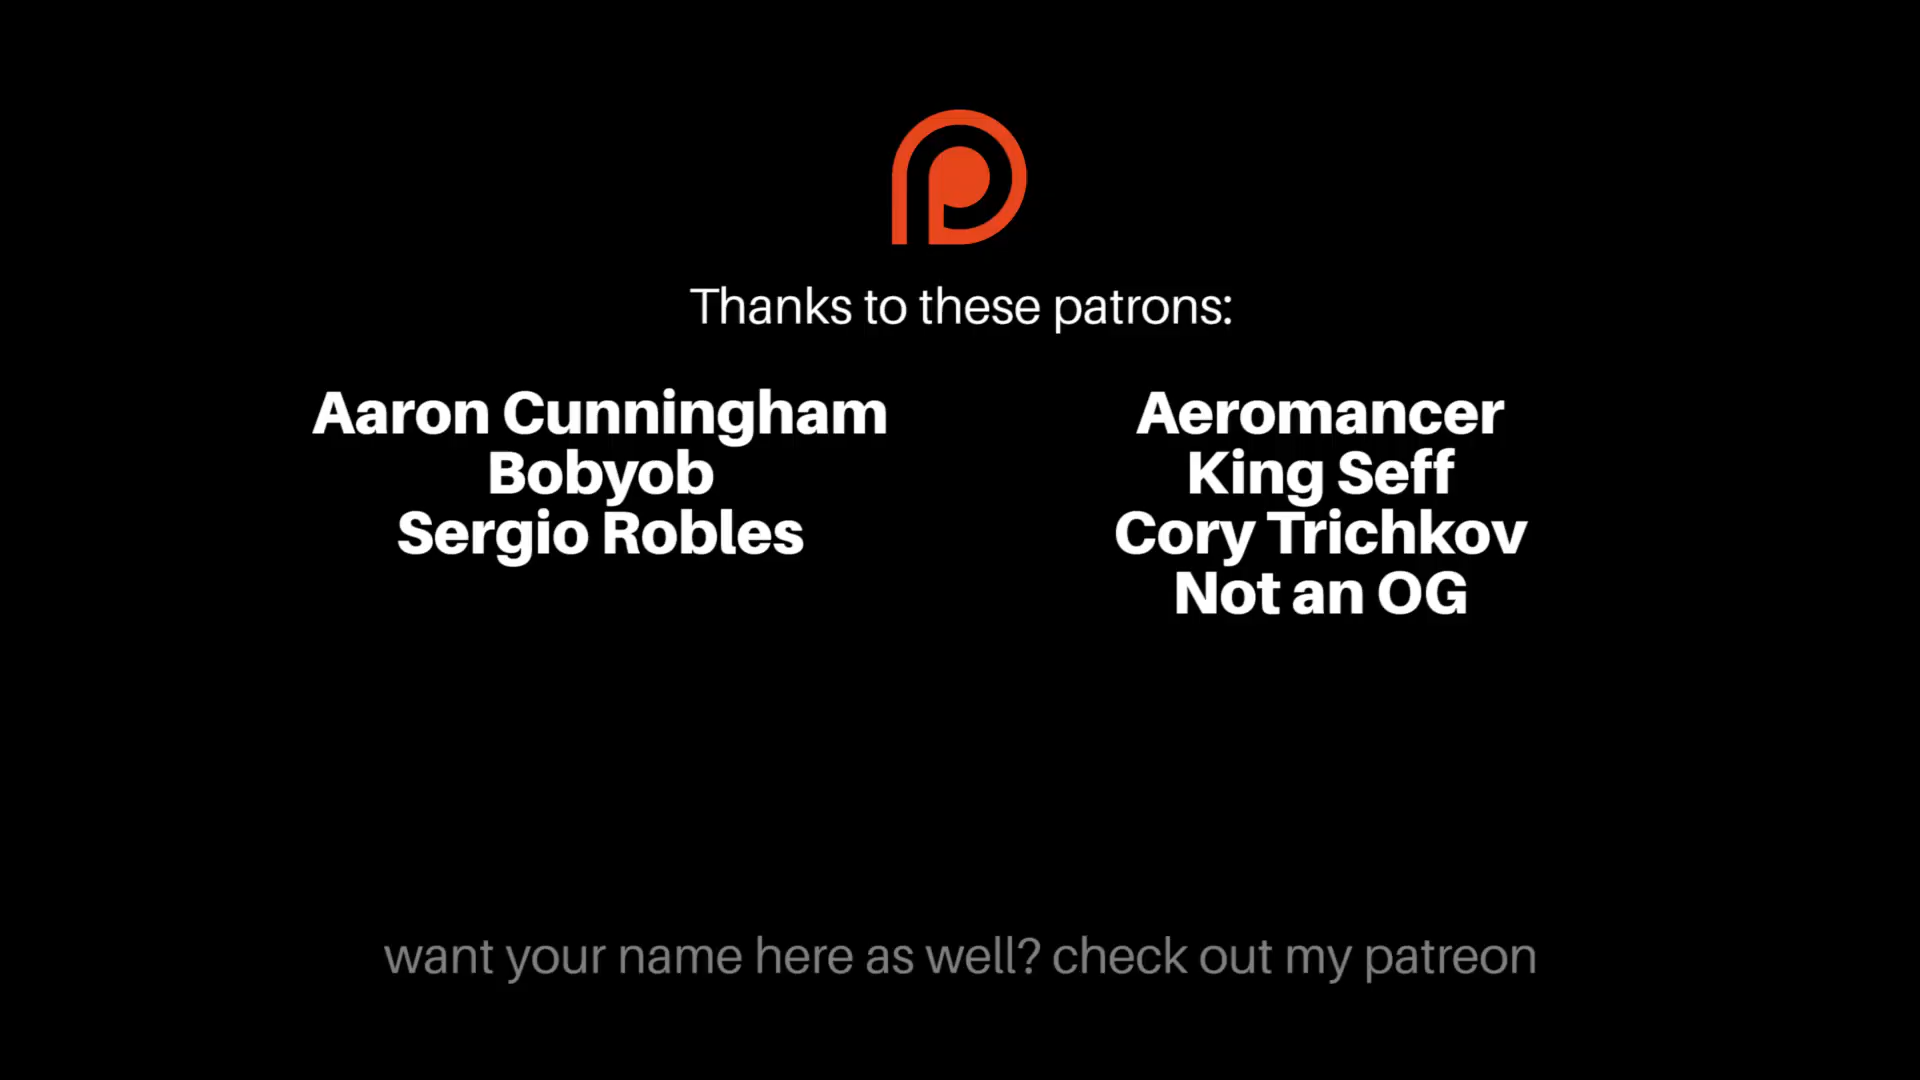 Thanks to these patrons:
Aaron Cunningham
Bobyob
Sergio Robles
Aeromancer
King Seff
Cory Trichkov
Not an OG
want your name here as well? check out my patreon